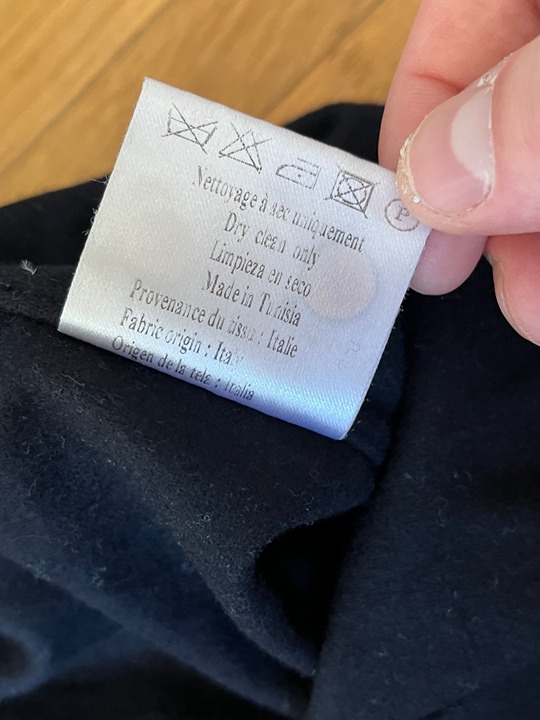 P
Nettoyage à sec uniquement
Dry clean only
Limpieza en seco
Made in Tunisia
Provenance du tissu : Italie
Fabric origin : Italy
Origen de la tela : Italia